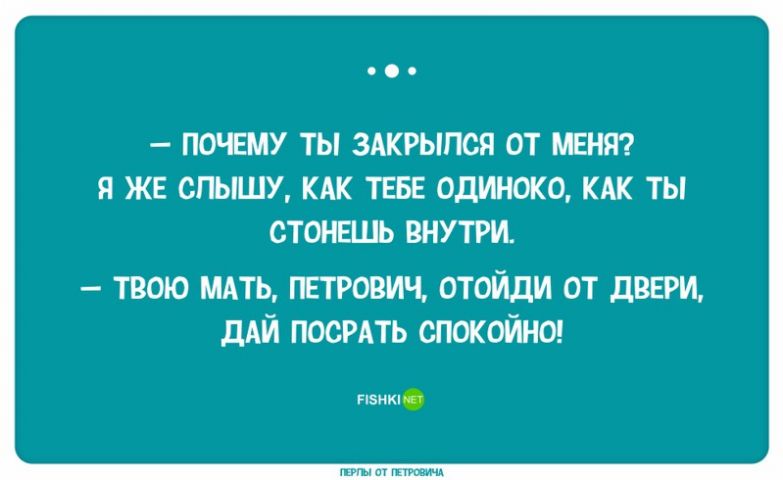 – ПОЧЕМУ ТЫ ЗАКРЫЛСЯ ОТ МЕНЯ?
Я ЖЕ СЛЫШУ, КАК ТЕБЕ ОДИНОКО, КАК ТЫ
СТОНЕШЬ ВНУТРИ.
– ТВОЮ МАТЬ, ПЕТРОВИЧ, ОТОЙДИ ОТ ДВЕРИ,
ДАЙ ПОСРАТЬ СПОКОЙНО!
FISHKI NET
ПЕРЛЫ ОТ ПЕТРОВИЧА